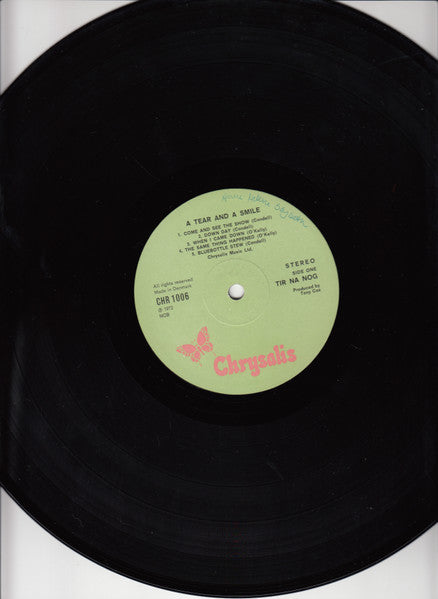 A TEAR AND A SMILE
1. COME AND SEE THE SHOW (Condell)
2. DOWN DAY (Condell)
3. WHEN I CAME DOWN (O'Kelly)
4. THE SAME THING HAPPENED (O'Kelly)
5. BLUEBOTTLE STEW (Condell)
Chrysalis Music Ltd.
All rights reserved
Made in Denmark
CHR 1006
℗ 1972
NCB
STEREO
SIDE ONE
TIR NA NOG
Produced by
Tony Cox
Chrysalis